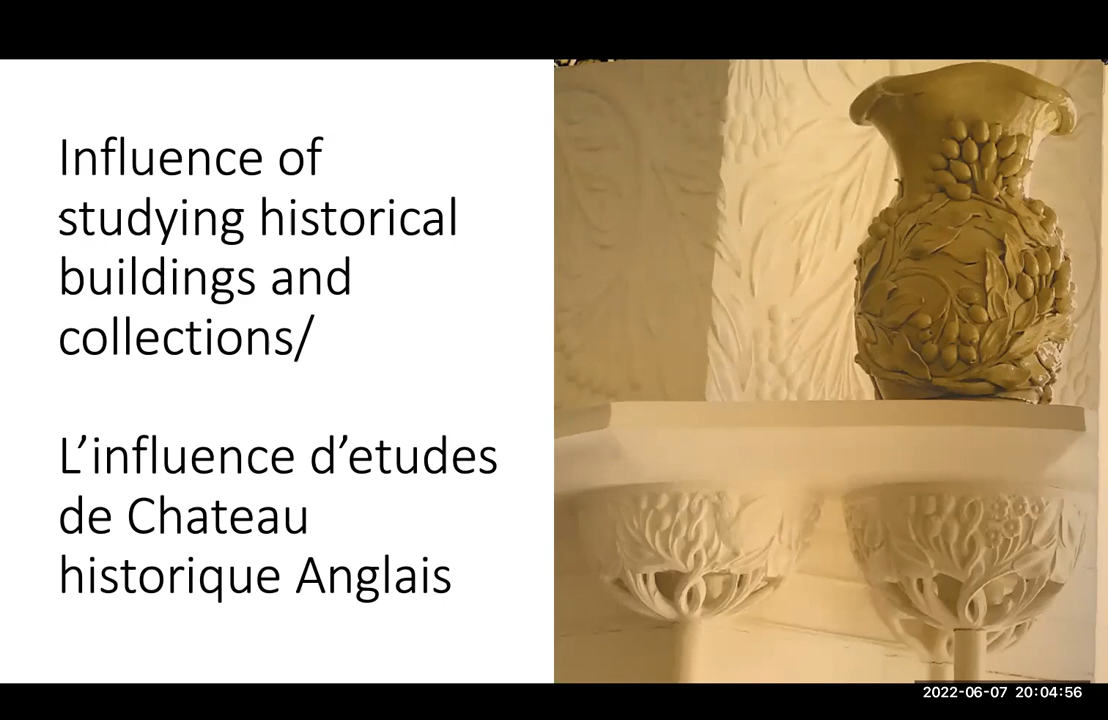 Influence of
studying historical
buildings and
collections/
L’influence d’etudes
de Chateau
historique Anglais
2022-06-07 20:04:56